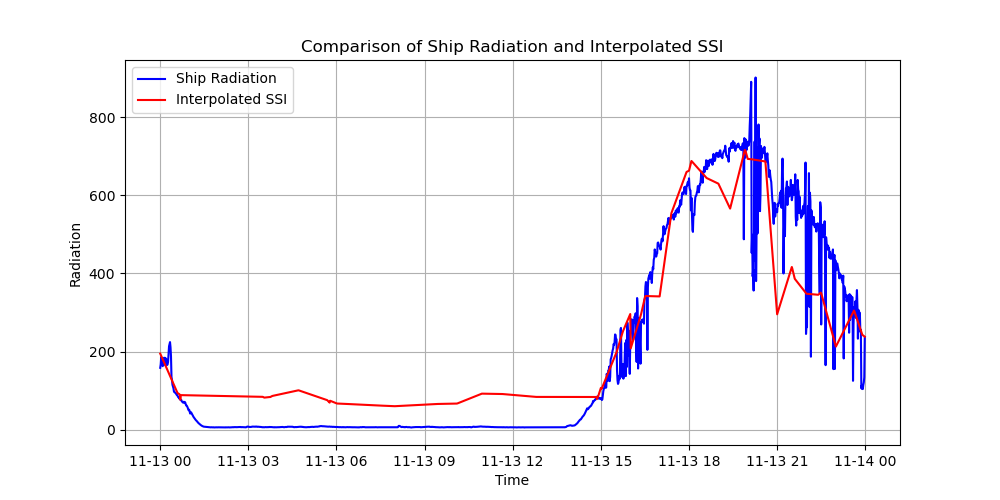 Comparison of Ship Radiation and Interpolated SSI
Ship Radiation
Interpolated SSI
Radiation
800
600
400
200
0
11-13 00 11-13 03 11-13 06 11-13 09 11-13 12 11-13 15 11-13 18 11-13 21 11-14 00
Time